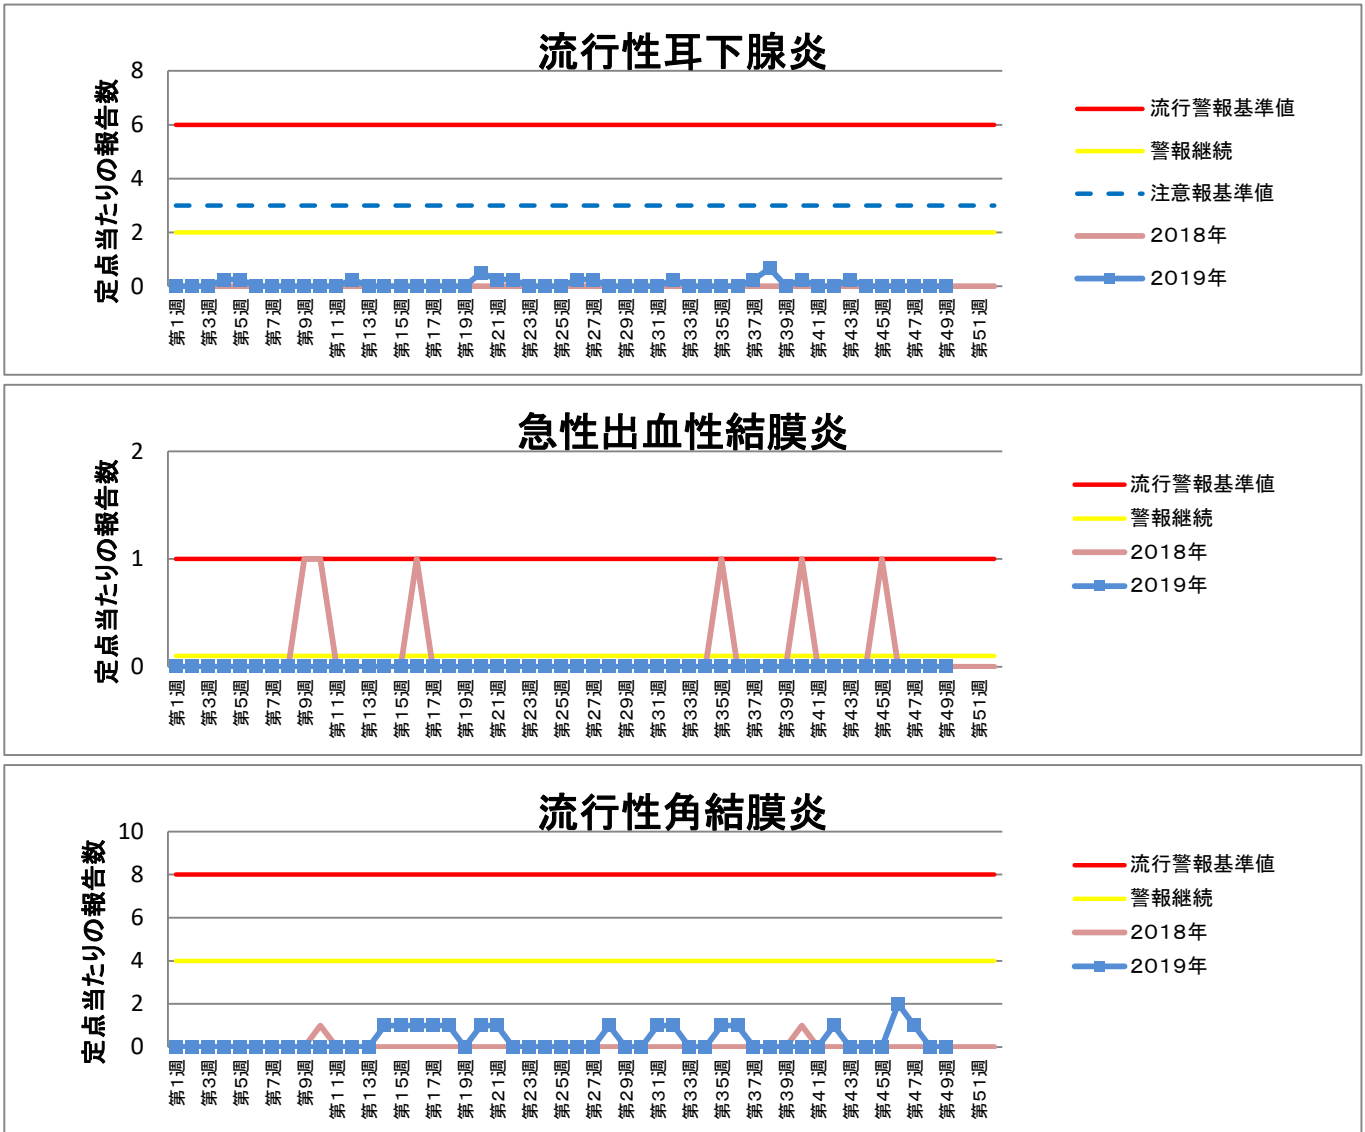 流行性耳下腺炎
定点当たりの報告数
8
6
4
2
0
第1週
第3週
第5週
第7週
第9週
第11週
第13週
第15週
第17週
第19週
第21週
第23週
第25週
第27週
第29週
第31週
第33週
第35週
第37週
第39週
第41週
第43週
第45週
第47週
第49週
第51週
流行警報基準値
警報継続
注意報基準値
2018年
2019年
急性出血性結膜炎
定点当たりの報告数
2
1
0
第1週
第3週
第5週
第7週
第9週
第11週
第13週
第15週
第17週
第19週
第21週
第23週
第25週
第27週
第29週
第31週
第33週
第35週
第37週
第39週
第41週
第43週
第45週
第47週
第49週
第51週
流行警報基準値
警報継続
2018年
2019年
流行性角結膜炎
定点当たりの報告数
10
8
6
4
2
0
第1週
第3週
第5週
第7週
第9週
第11週
第13週
第15週
第17週
第19週
第21週
第23週
第25週
第27週
第29週
第31週
第33週
第35週
第37週
第39週
第41週
第43週
第45週
第47週
第49週
第51週
流行警報基準値
警報継続
2018年
2019年